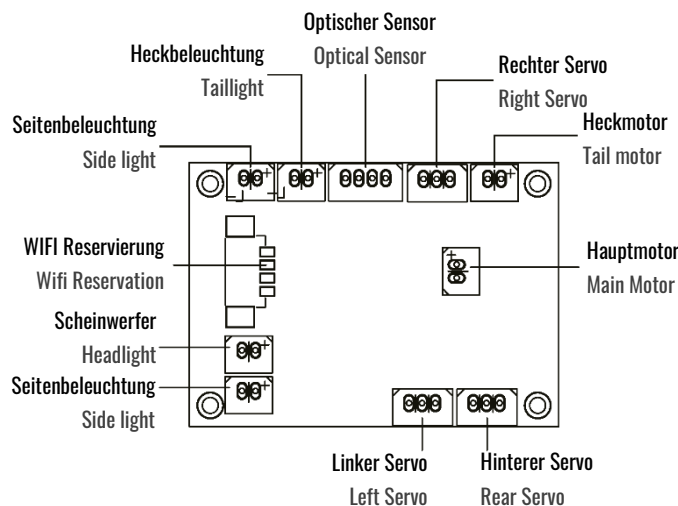 Optischer Sensor
Optical Sensor
Heckbeleuchtung
Taillight
Rechter Servo
Right Servo
Seitenbeleuchtung
Side light
Heckmotor
Tail motor
WIFI Reservierung
Wifi Reservation
Hauptmotor
Main Motor
Scheinwerfer
Headlight
Seitenbeleuchtung
Side light
Linker Servo
Left Servo
Hinterer Servo
Rear Servo